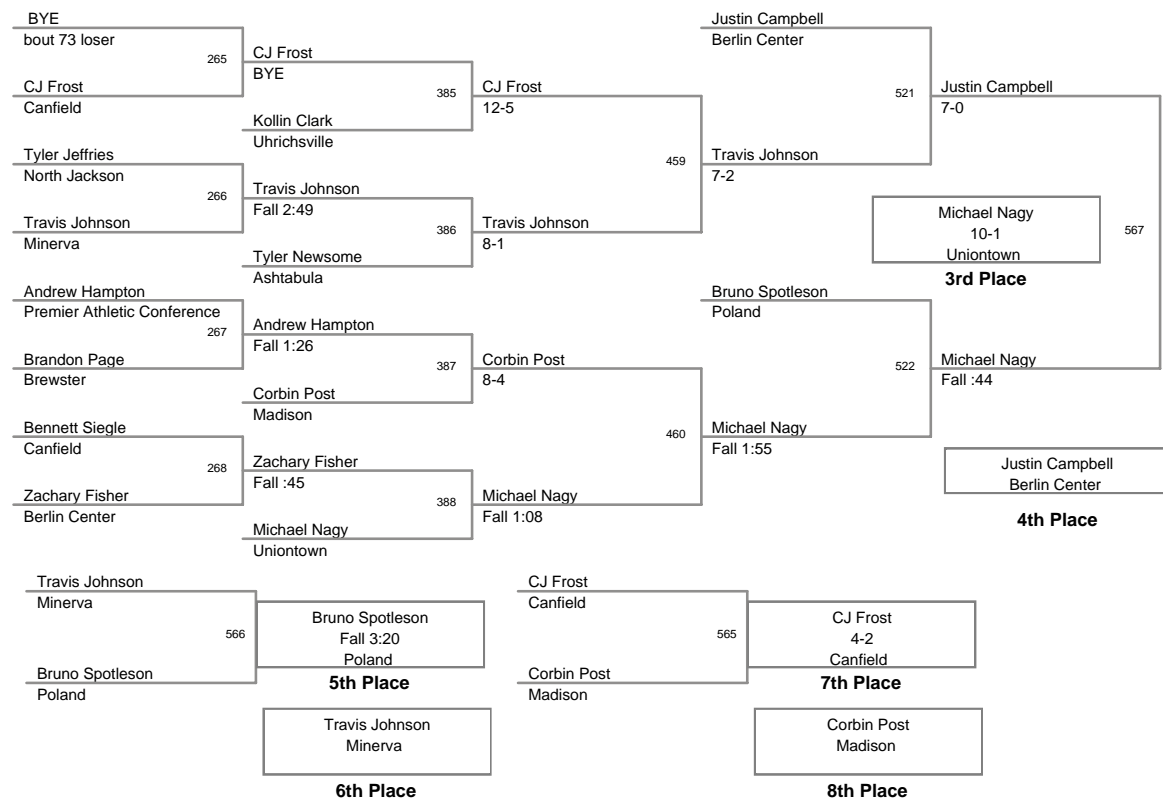 BYE
bout 73 loser
265
CJ Frost
Canfield
Tyler Jeffries
North Jackson
266
Travis Johnson
Minerva
Andrew Hampton
Premier Athletic Conference
267
Brandon Page
Brewster
Bennett Siegle
Canfield
268
Zachary Fisher
Berlin Center
CJ Frost
BYE
385
Kollin Clark
Uhrichsville
Travis Johnson
Fall 2:49
386
Tyler Newsome
Ashtabula
Andrew Hampton
Fall 1:26
387
Corbin Post
Madison
Zachary Fisher
Fall :45
388
Michael Nagy
Uniontown
CJ Frost
12-5
459
Travis Johnson
8-1
Corbin Post
8-4
460
Michael Nagy
Fall 1:08
Justin Campbell
Berlin Center
521
Travis Johnson
7-2
Bruno Spotleson
Poland
522
Michael Nagy
Fall 1:55
Justin Campbell
7-0
567
Michael Nagy
Fall :44
Michael Nagy
10-1
Uniontown
3rd Place
Justin Campbell
Berlin Center
4th Place
Travis Johnson
Minerva
566
Bruno Spotleson
Poland
Bruno Spotleson
Fall 3:20
Poland
5th Place
Travis Johnson
Minerva
6th Place
CJ Frost
Canfield
565
Corbin Post
Madison
CJ Frost
4-2
Canfield
7th Place
Corbin Post
Madison
8th Place